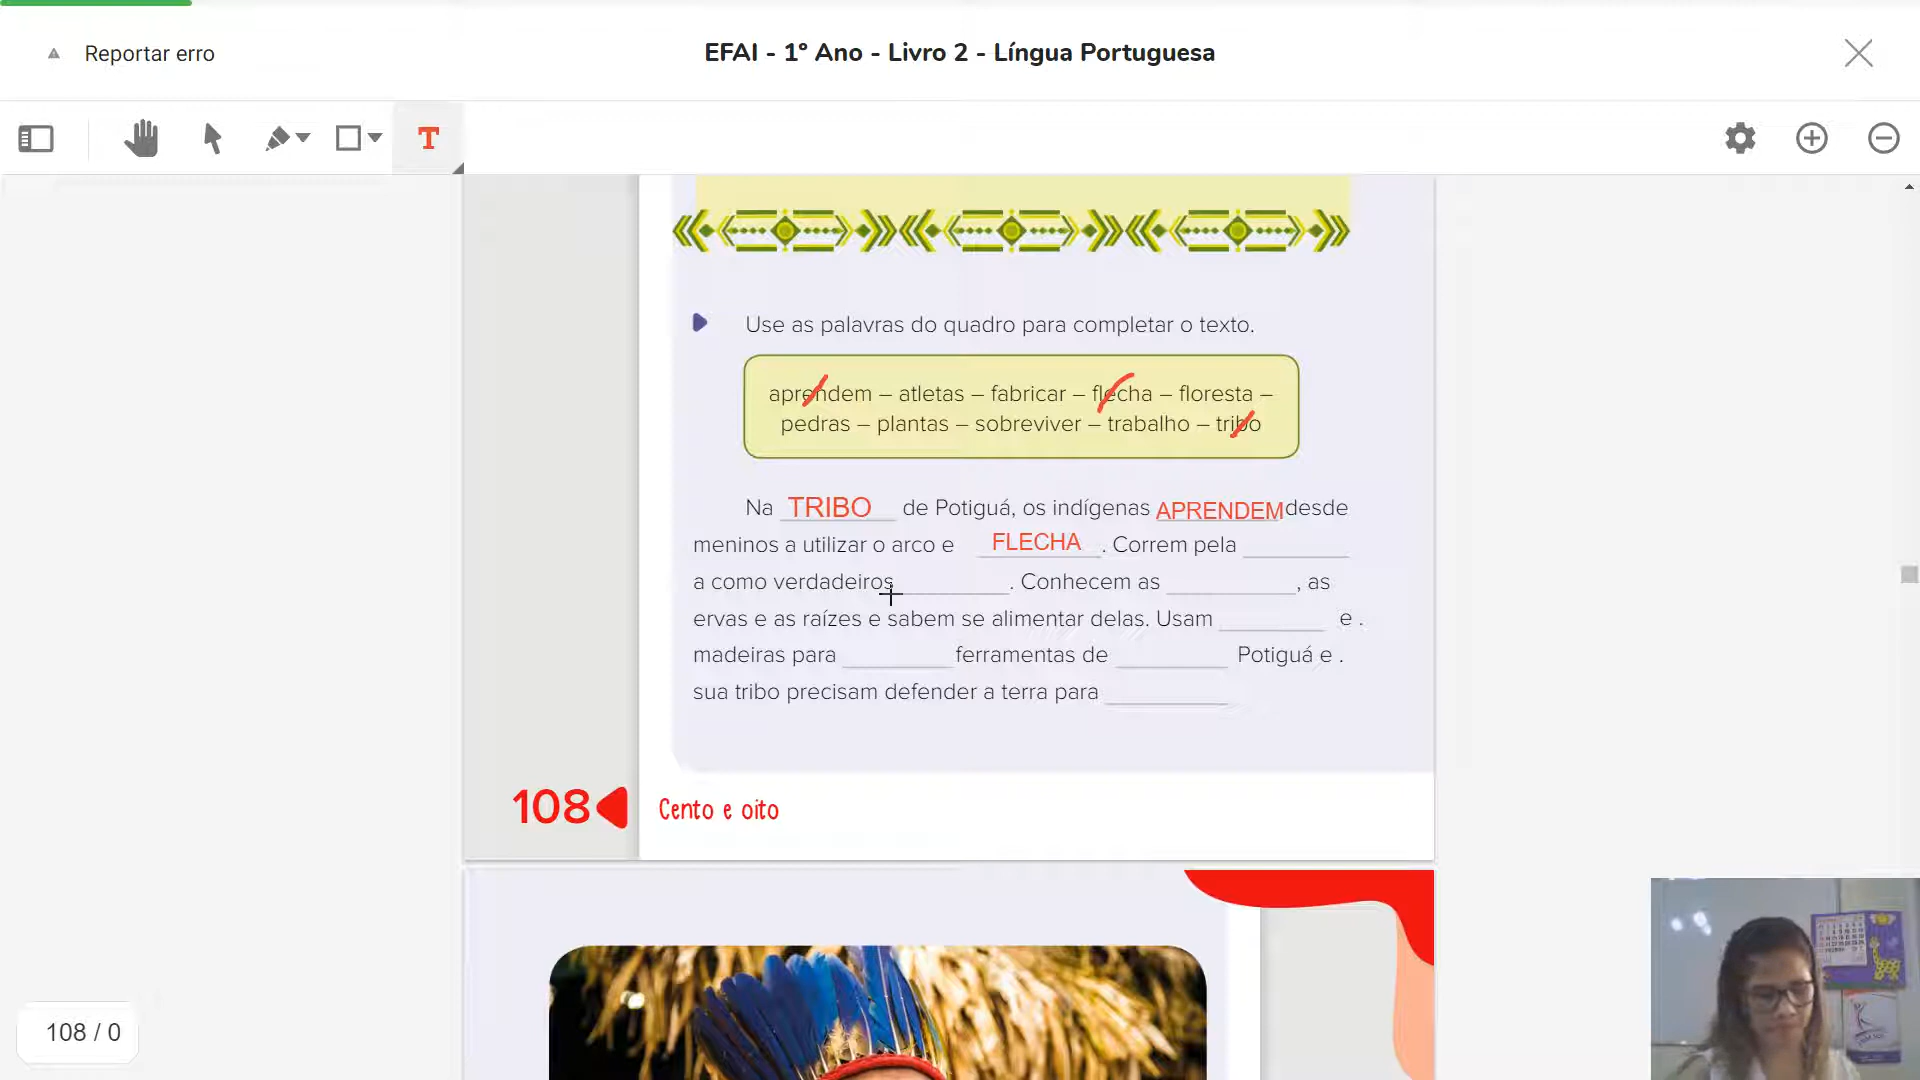 Reportar erro
EFAI - 1º Ano - Livro 2 - Língua Portuguesa
T
Use as palavras do quadro para completar o texto.
aprendem – atletas – fabricar – flecha – floresta –
pedras – plantas – sobreviver – trabalho – tribo
Na TRIBO de Potiguá, os indígenas APRENDEM desde
meninos a utilizar o arco e FLECHA . Correm pela
a como verdadeiros . Conhecem as , as
ervas e as raízes e sabem se alimentar delas. Usam e .
madeiras para ferramentas de Potiguá e .
sua tribo precisam defender a terra para
108 Cento e oito
108 / 0